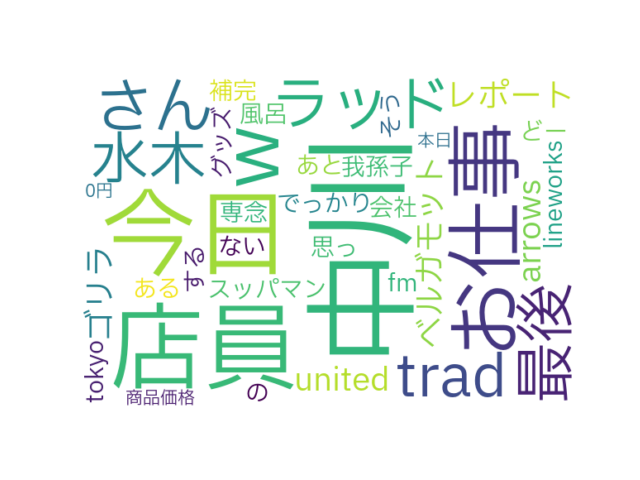 さん
補完
ラッド
レポート
水木
グッズ
風呂
そう
本日
ど
w
0円
あと
我孫子
中川
ベルガモット
お仕事
lineworks
ー
今田
専念
でっかり
会社
arrows
ない
思っ
ゴリラ
ある
する
スッパマン
fm
最後
店員
tokyo
united
trad
商品価格
の